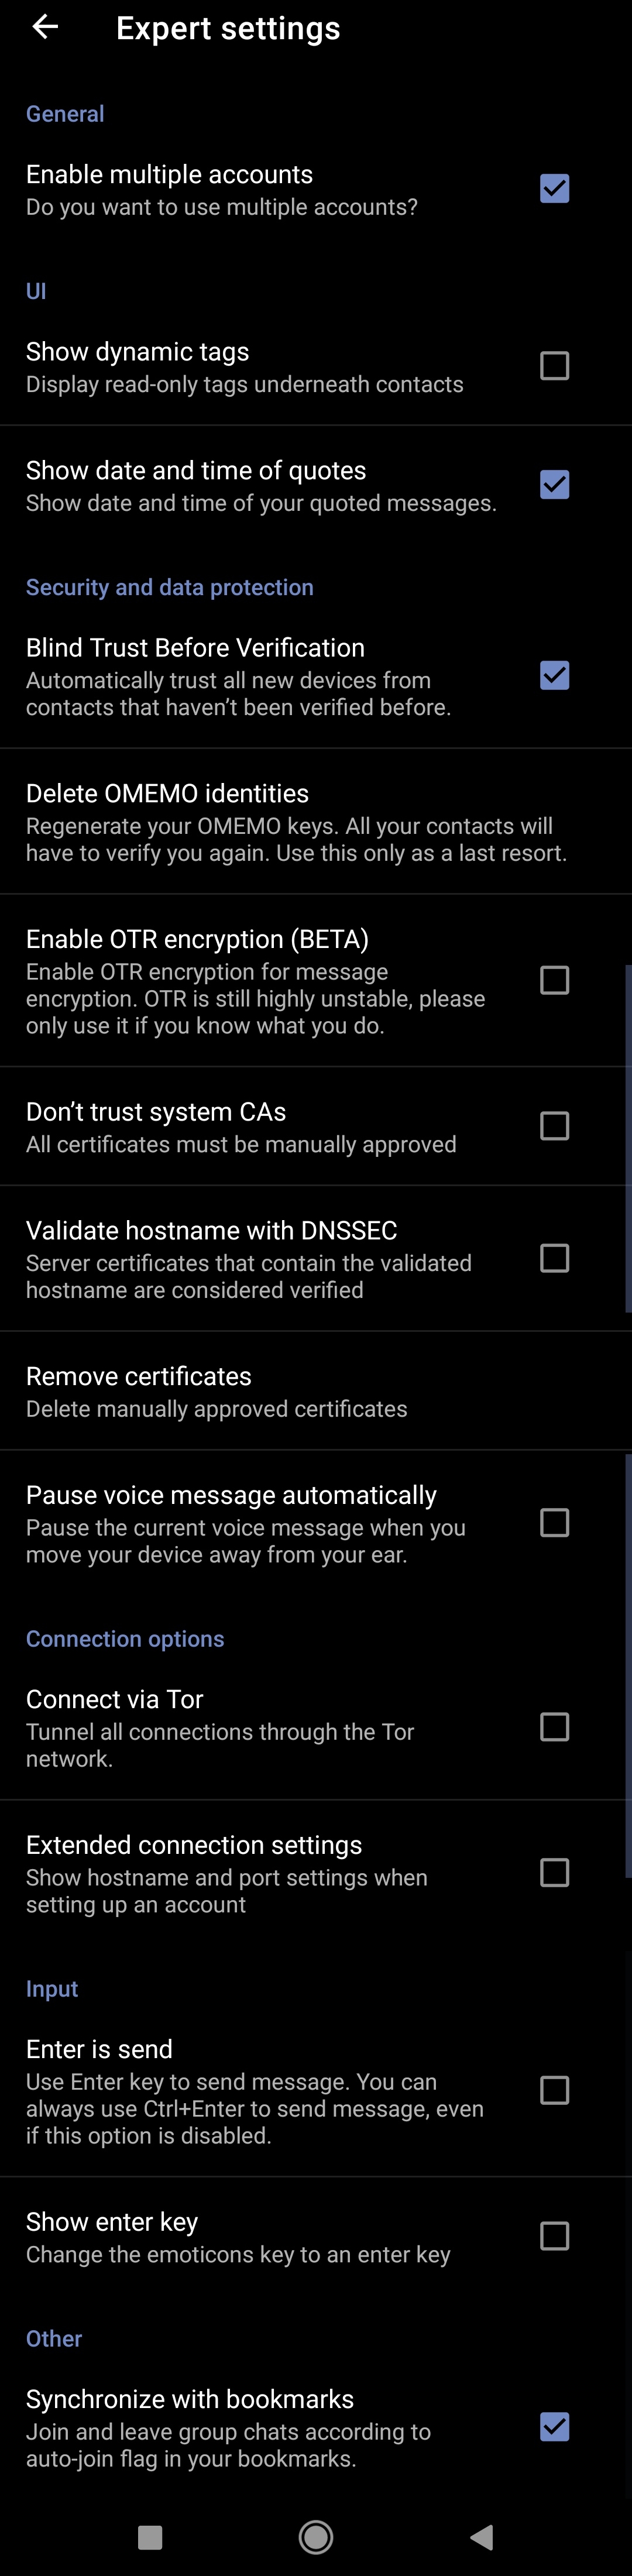 Expert settings
General
Enable multiple accounts
Do you want to use multiple accounts?
UI
Show dynamic tags
Display read-only tags underneath contacts
Show date and time of quotes
Show date and time of your quoted messages.
Security and data protection
Blind Trust Before Verification
Automatically trust all new devices from
contacts that haven’t been verified before.
Delete OMEMO identities
Regenerate your OMEMO keys. All your contacts will
have to verify you again. Use this only as a last resort.
Enable OTR encryption (BETA)
Enable OTR encryption for message
encryption. OTR is still highly unstable, please
only use it if you know what you do.
Don’t trust system CAs
All certificates must be manually approved
Validate hostname with DNSSEC
Server certificates that contain the validated
hostname are considered verified
Remove certificates
Delete manually approved certificates
Pause voice message automatically
Pause the current voice message when you
move your device away from your ear.
Connection options
Connect via Tor
Tunnel all connections through the Tor
network.
Extended connection settings
Show hostname and port settings when
setting up an account
Input
Enter is send
Use Enter key to send message. You can
always use Ctrl+Enter to send message, even
if this option is disabled.
Show enter key
Change the emoticons key to an enter key
Other
Synchronize with bookmarks
Join and leave group chats according to
auto-join flag in your bookmarks.